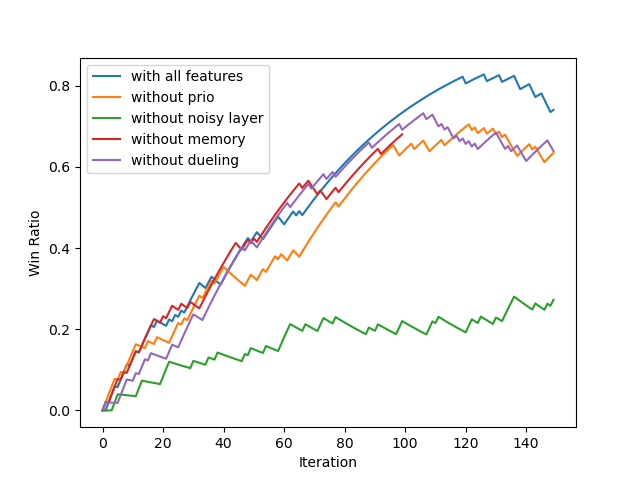 with all features
without prio
without noisy layer
without memory
without dueling
Win Ratio
0.8
0.6
0.4
0.2
0.0
0 20 40 60 80 100 120 140
Iteration